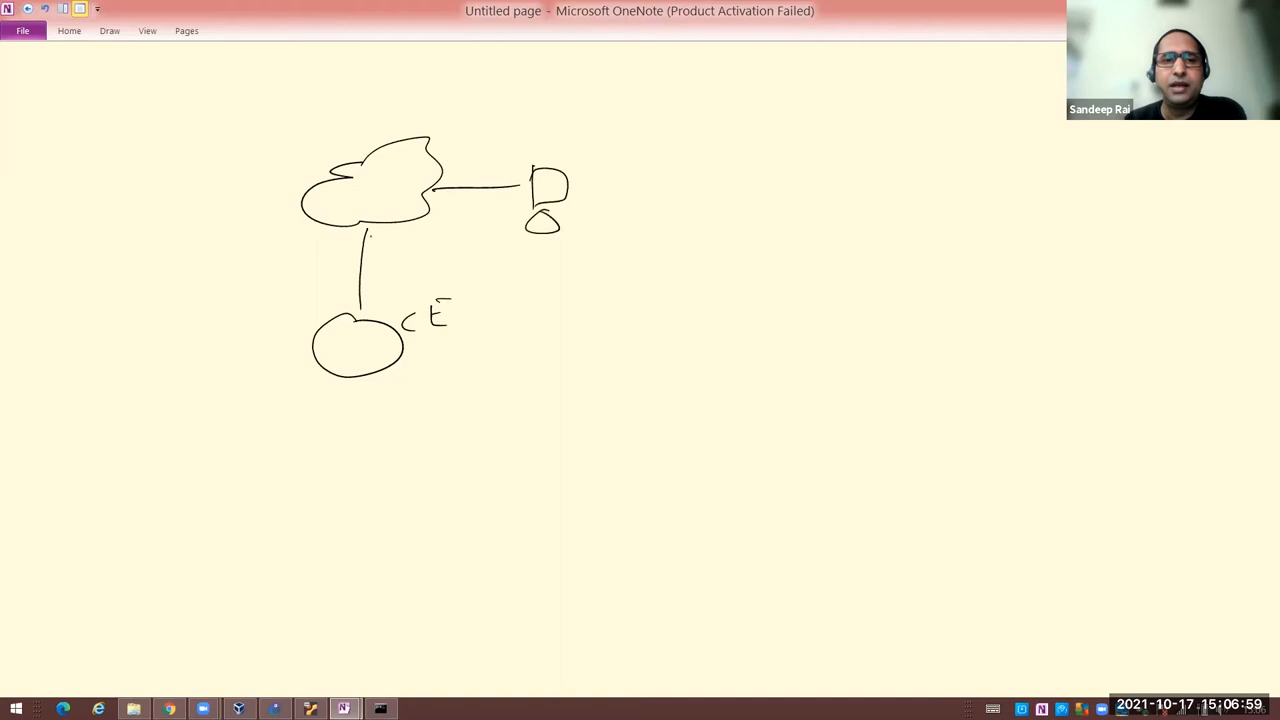 Untitled page - Microsoft OneNote (Product Activation Failed)
File Home Draw View Pages
Sandeep Rai
CE
2021-10-17 15:06:59